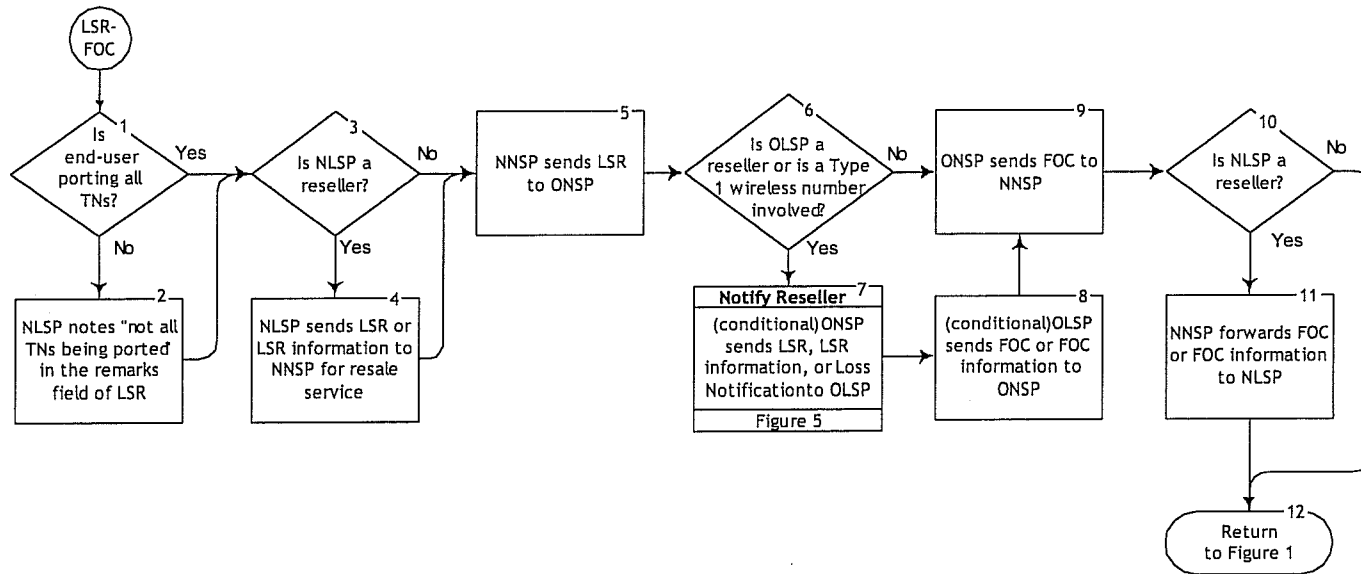 LSR-
FOC
1
Is
end-user
porting all
TNs?
Yes
No
2
NLSP notes "not all
TNs being ported'
in the remarks
field of LSR
3
Is NLSP a
reseller?
No
Yes
4
NLSP sends LSR or
LSR information to
NNSP for resale
service
5
NNSP sends LSR
to ONSP
6
Is OLSP a
reseller or is a Type
1 wireless number
involved?
No
Yes
7
Notify Reseller
(conditional)ONSP
sends LSR, LSR
information, or Loss
Notificationto OLSP
Figure 5
8
(conditional)OLSP
sends FOC or FOC
information to
ONSP
9
ONSP sends FOC to
NNSP
10
Is NLSP a
reseller?
No
Yes
11
NNSP forwards FOC
or FOC information
to NLSP
12
Return
to Figure 1